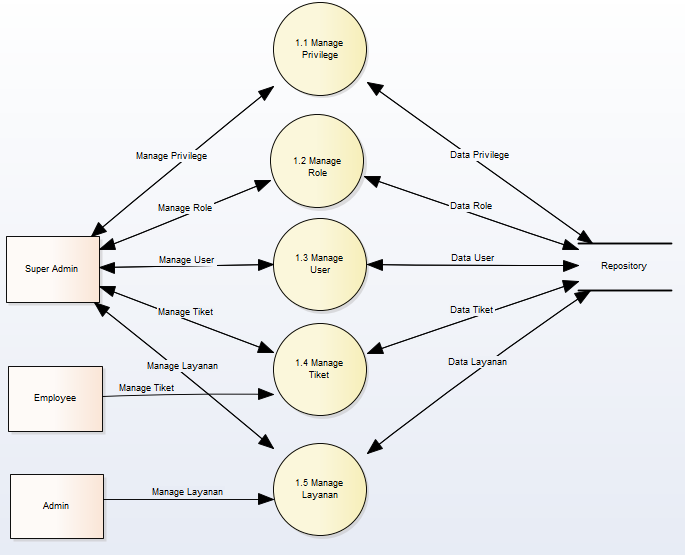 1.1 Manage
Privilege
Manage Privilege
Data Privilege
1.2 Manage
Role
Manage Role
Data Role
Super Admin
Manage User
1.3 Manage
User
Data User
Repository
Manage Tiket
Data Tiket
1.4 Manage
Tiket
Manage Layanan
Data Layanan
Employee
Manage Tiket
1.5 Manage
Layanan
Admin
Manage Layanan